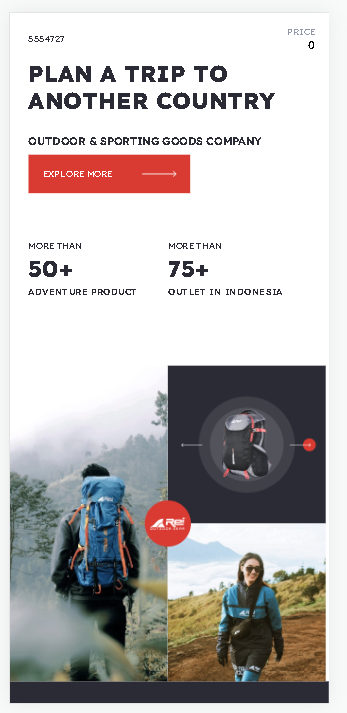 5554727
PRICE
0
PLAN A TRIP TO
ANOTHER COUNTRY
OUTDOOR & SPORTING GOODS COMPANY
EXPLORE MORE
MORE THAN
50+
ADVENTURE PRODUCT
MORE THAN
75+
OUTLET IN INDONESIA
Rei